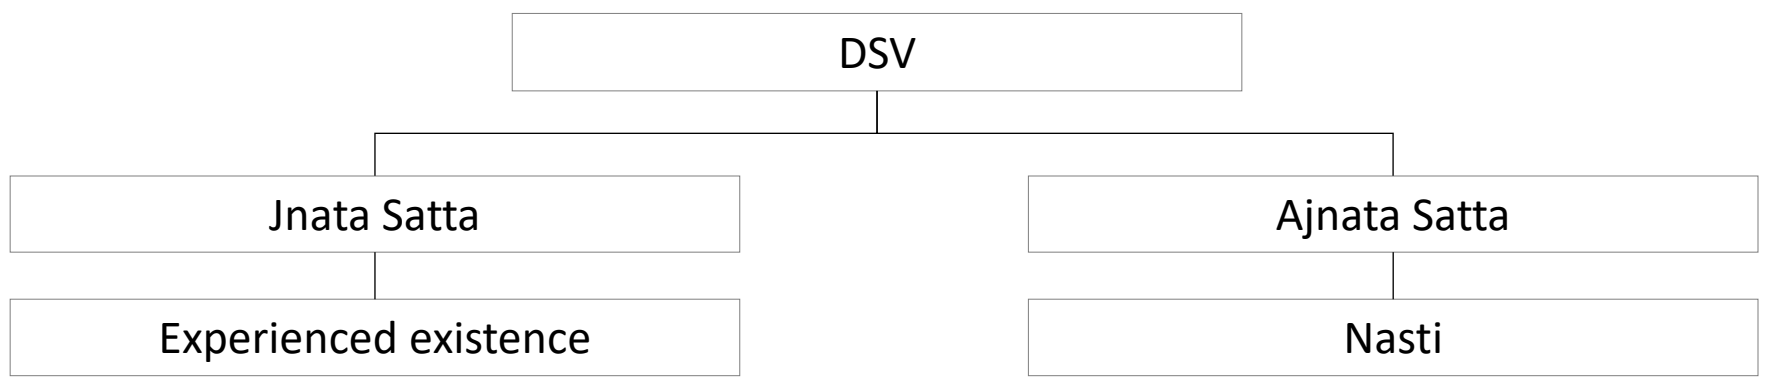 DSV
Jnata Satta
Ajnata Satta
Experienced existence
Nasti